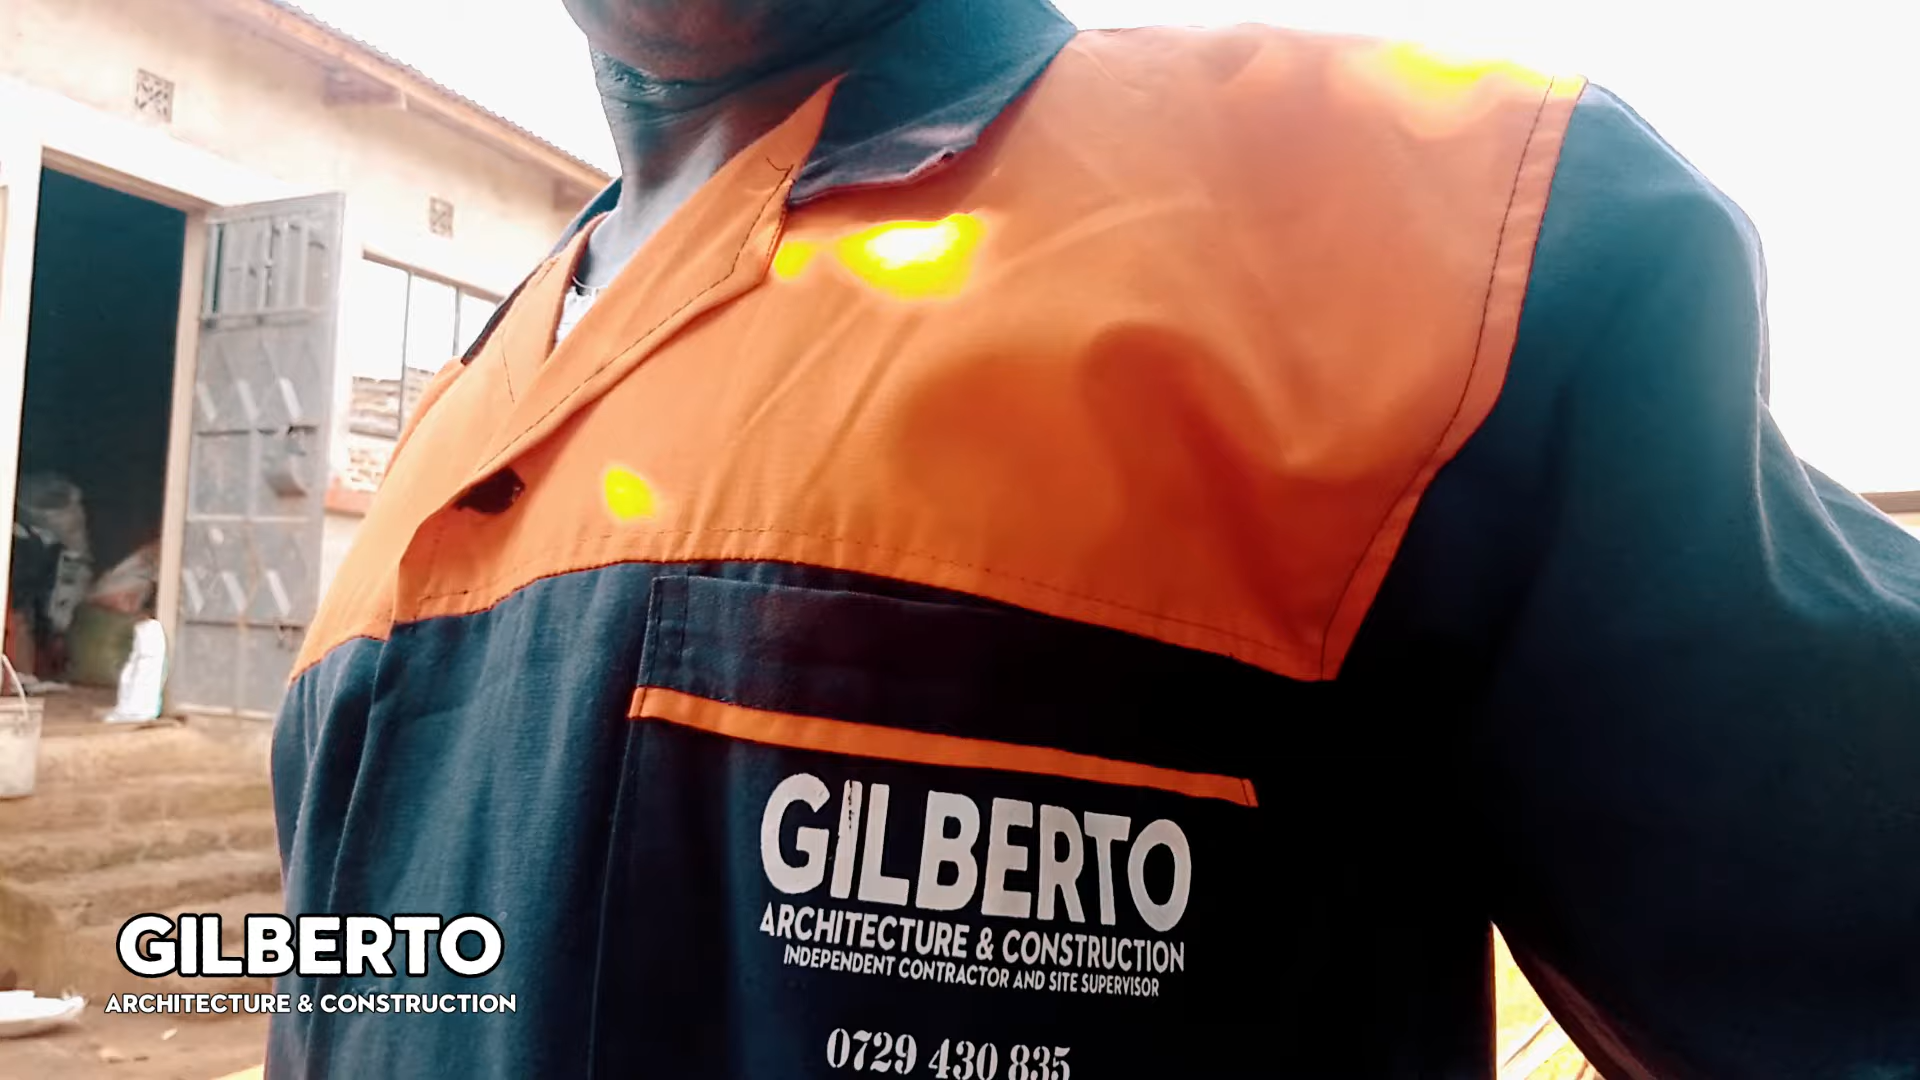 GILBERTO
ARCHITECTURE & CONSTRUCTION
INDEPENDENT CONTRACTOR AND SITE SUPERVISOR
0729 430 835
GILBERTO
ARCHITECTURE & CONSTRUCTION